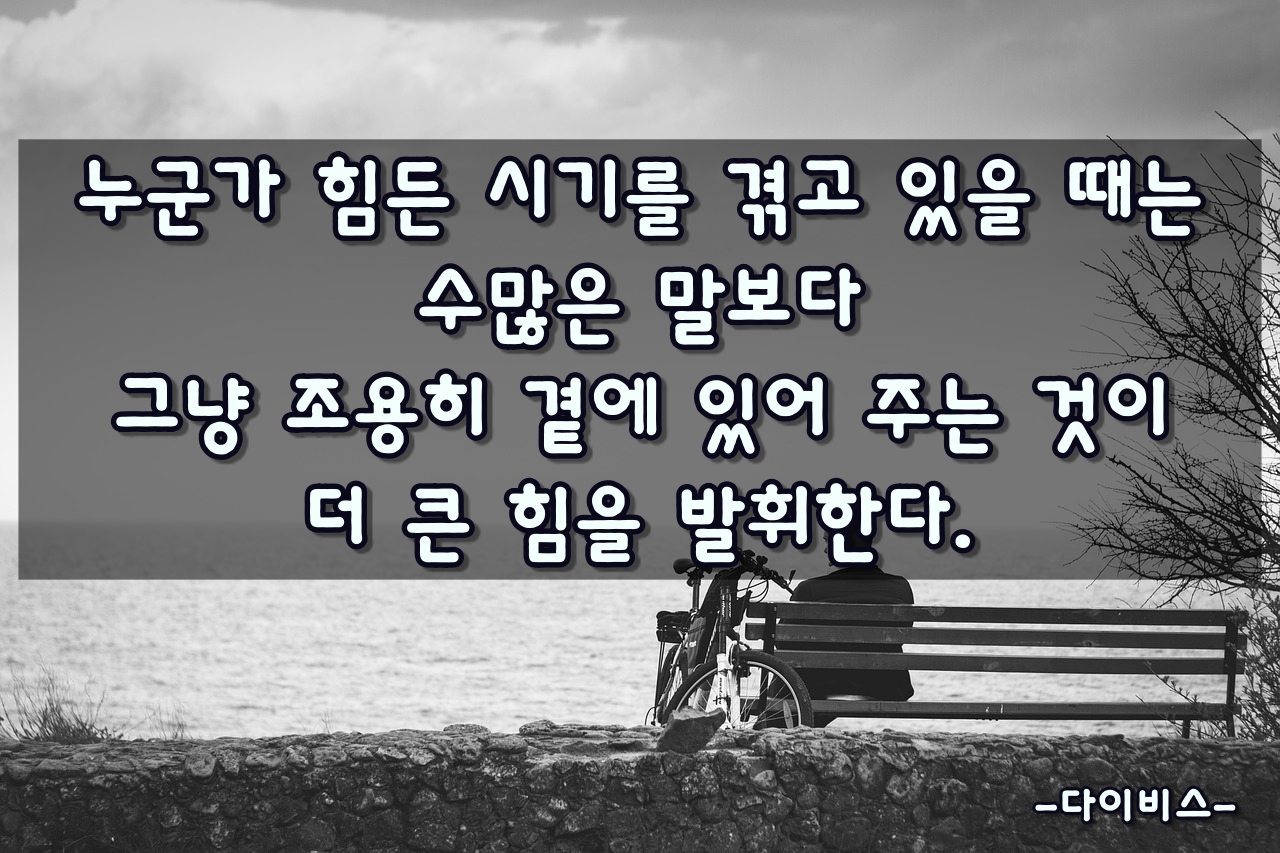 누군가 힘든 시기를 겪고 있을 때는
수많은 말보다
그냥 조용히 곁에 있어 주는 것이
더 큰 힘을 발휘한다.
-다이비스-